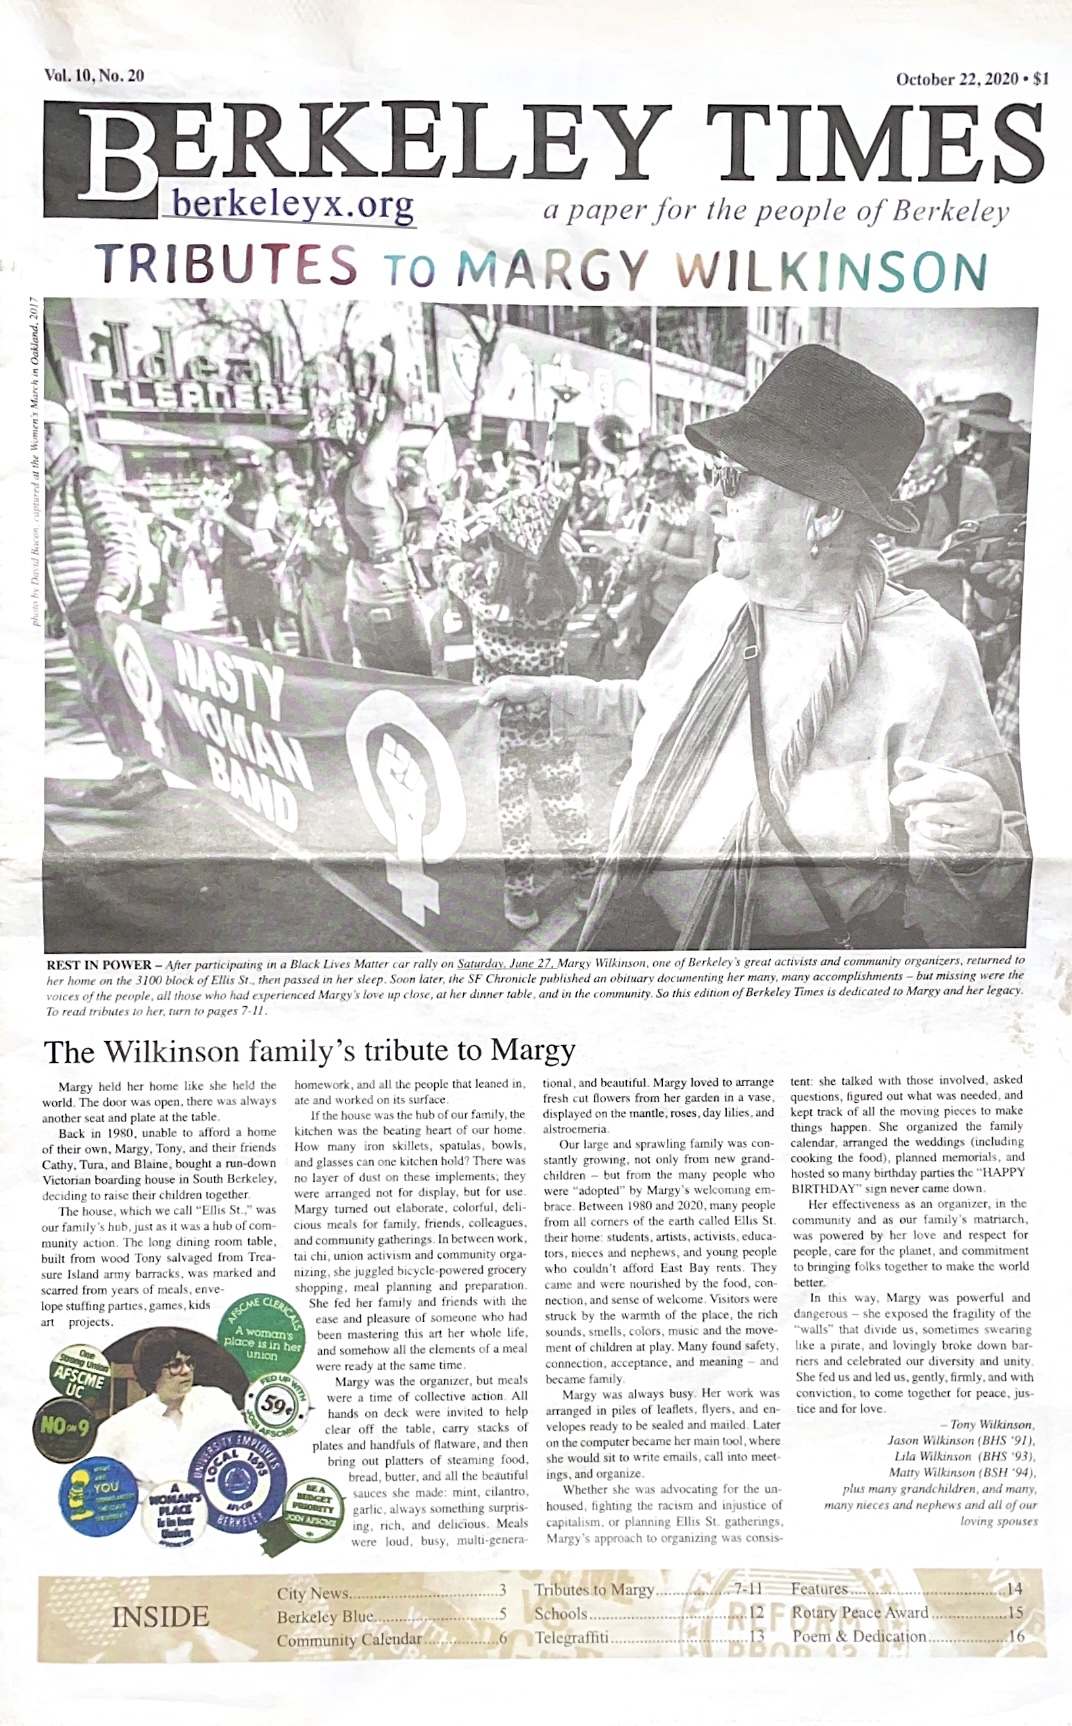 Vol. 10, No. 20
October 22, 2020 • $1
BERKELEY TIMES
berkeleyx.org
a paper for the people of Berkeley
TRIBUTES TO MARGY WILKINSON
photo by David Bacon, captured at the Women's March in Oakland, 2017
Ideal
CLEANERS
NASTY
WOMAN
BAND
REST IN POWER – After participating in a Black Lives Matter car rally on Saturday, June 27, Margy Wilkinson, one of Berkeley's great activists and community organizers, returned to
her home on the 3100 block of Ellis St., then passed in her sleep. Soon later, the SF Chronicle published an obituary documenting her many, many accomplishments – but missing were the
voices of the people, all those who had experienced Margy's love up close, at her dinner table, and in the community. So this edition of Berkeley Times is dedicated to Margy and her legacy.
To read tributes to her, turn to pages 7-11.
The Wilkinson family's tribute to Margy
Margy held her home like she held the
world. The door was open, there was always
another seat and plate at the table.
Back in 1980, unable to afford a home
of their own, Margy, Tony, and their friends
Cathy, Tura, and Blaine, bought a run-down
Victorian boarding house in South Berkeley,
deciding to raise their children together.
The house, which we call "Ellis St.," was
our family's hub, just as it was a hub of com-
munity action. The long dining room table,
built from wood Tony salvaged from Trea-
sure Island army barracks, was marked and
scarred from years of meals, enve-
lope stuffing parties, games, kids
art projects,
homework, and all the people that leaned in,
ate and worked on its surface.
If the house was the hub of our family, the
kitchen was the beating heart of our home.
How many iron skillets, spatulas, bowls,
and glasses can one kitchen hold? There was
no layer of dust on these implements; they
were arranged not for display, but for use.
Margy turned out elaborate, colorful, deli-
cious meals for family, friends, colleagues,
and community gatherings. In between work,
tai chi, union activism and community orga-
nizing, she juggled bicycle-powered grocery
shopping, meal planning and preparation.
She fed her family and friends with the
ease and pleasure of someone who had
been mastering this art her whole life,
and somehow all the elements of a meal
were ready at the same time.
Margy was the organizer, but meals
were a time of collective action. All
hands on deck were invited to help
clear off the table, carry stacks of
plates and handfuls of flatware, and then
bring out platters of steaming food,
bread, butter, and all the beautiful
sauces she made: mint, cilantro,
garlic, always something surpris-
ing, rich, and delicious. Meals
were loud, busy, multi-genera-
tional, and beautiful. Margy loved to arrange
fresh cut flowers from her garden in a vase,
displayed on the mantle, roses, day lilies, and
alstroemeria.
Our large and sprawling family was con-
stantly growing, not only from new grand-
children – but from the many people who
were "adopted" by Margy's welcoming em-
brace. Between 1980 and 2020, many people
from all corners of the earth called Ellis St.
their home: students, artists, activists, educa-
tors, nieces and nephews, and young people
who couldn't afford East Bay rents. They
came and were nourished by the food, con-
nection, and sense of welcome. Visitors were
struck by the warmth of the place, the rich
sounds, smells, colors, music and the move-
ment of children at play. Many found safety,
connection, acceptance, and meaning – and
became family.
Margy was always busy. Her work was
arranged in piles of leaflets, flyers, and en-
velopes ready to be sealed and mailed. Later
on the computer became her main tool, where
she would sit to write emails, call into meet-
ings, and organize.
Whether she was advocating for the un-
housed, fighting the racism and injustice of
capitalism, or planning Ellis St. gatherings,
Margy's approach to organizing was consis-
tent: she talked with those involved, asked
questions, figured out what was needed, and
kept track of all the moving pieces to make
things happen. She organized the family
calendar, arranged the weddings (including
cooking the food), planned memorials, and
hosted so many birthday parties the "HAPPY
BIRTHDAY" sign never came down.
Her effectiveness as an organizer, in the
community and as our family's matriarch,
was powered by her love and respect for
people, care for the planet, and commitment
to bringing folks together to make the world
better.
In this way, Margy was powerful and
dangerous – she exposed the fragility of the
"walls" that divide us, sometimes swearing
like a pirate, and lovingly broke down bar-
riers and celebrated our diversity and unity.
She fed us and led us, gently, firmly, and with
conviction, to come together for peace, jus-
tice and for love.
– Tony Wilkinson,
Jason Wilkinson (BHS '91),
Lila Wilkinson (BHS '93),
Matty Wilkinson (BSH '94),
plus many grandchildren, and many,
many nieces and nephews and all of our
loving spouses
AFSCME CLERICALS
A woman's
place is in her
union
One
Strong Union
AFSCME
UC
FED UP WITH
59¢
JOIN AFSCME
NO on 9
UNIVERSITY EMPLOYEES
LOCAL 1695
AFL-CIO
BERKELEY
YOU
A
WOMAN'S
PLACE
is in her
Union
BE A
BUDGET
PRIORITY
JOIN AFSCME
INSIDE
City News 3
Berkeley Blue 5
Community Calendar 6
Tributes to Margy 7-11
Schools 12
Telegraffiti 13
Features 14
Rotary Peace Award 15
Poem & Dedication 16